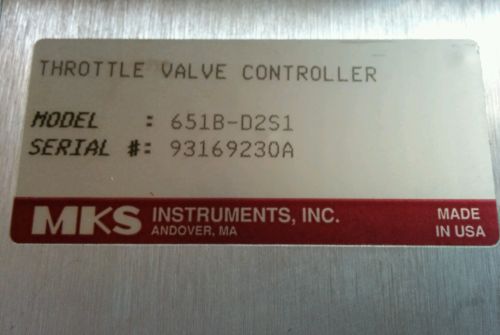 THROTTLE VALVE CONTROLLER
MODEL : 651B-D2S1
SERIAL #: 93169230A
MKS INSTRUMENTS, INC.
ANDOVER, MA
MADE
IN USA